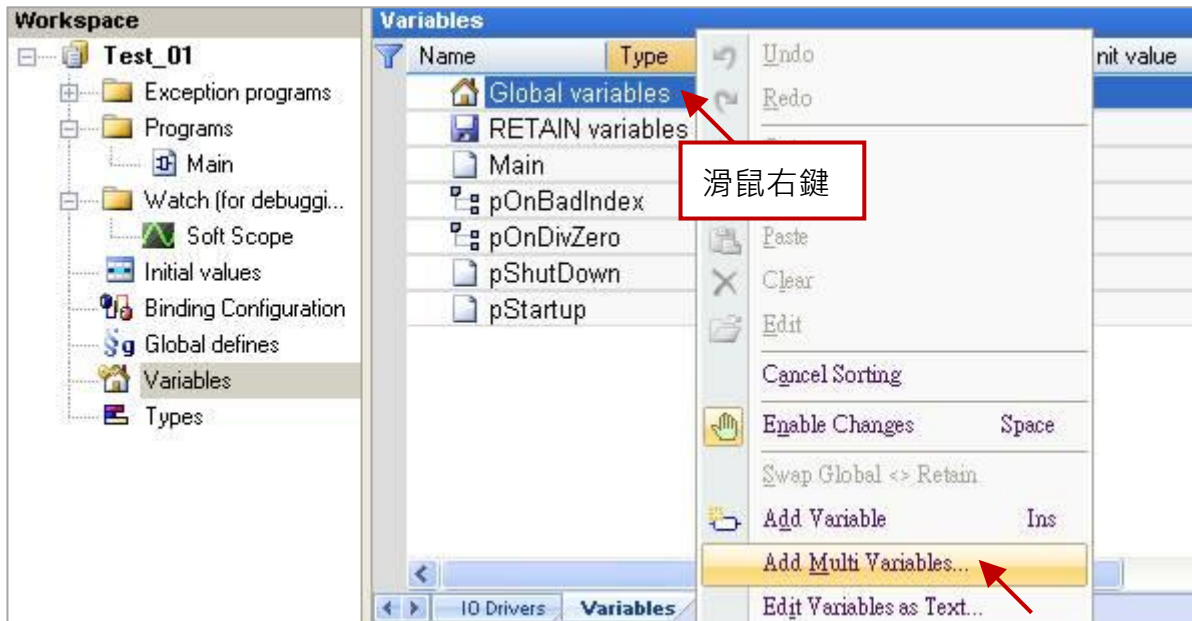 Workspace
Test_01
Exception programs
Programs
Main
Watch (for debuggi...
Soft Scope
Initial values
Binding Configuration
Global defines
Variables
Types
Variables
Name Type nit value
Global variables
RETAIN variables
Main
pOnBadIndex
pOnDivZero
pShutDown
pStartup
滑鼠右鍵
Undo
Redo
Paste
Clear
Edit
Cancel Sorting
Enable Changes Space
Swap Global <> Retain
Add Variable Ins
Add Multi Variables...
Edit Variables as Text...
IO Drivers Variables